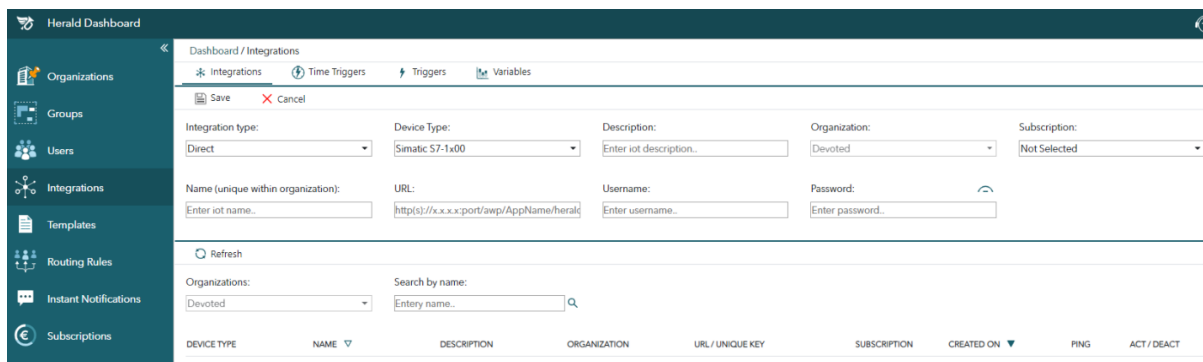 Herald Dashboard
«
Organizations
Groups
Users
Integrations
Templates
Routing Rules
Instant Notifications
Subscriptions
Dashboard / Integrations
Integrations Time Triggers Triggers Variables
Save Cancel
Integration type: Device Type: Description: Organization: Subscription:
Direct Simatic S7-1x00 Enter iot description.. Devoted Not Selected
Name (unique within organization): URL: Username: Password:
Enter iot name.. http(s)://x.x.x.x:port/awp/AppName/herald Enter username.. Enter password..
Refresh
Organizations: Search by name:
Devoted Entery name..
DEVICE TYPE NAME DESCRIPTION ORGANIZATION URL / UNIQUE KEY SUBSCRIPTION CREATED ON PING ACT / DEACT